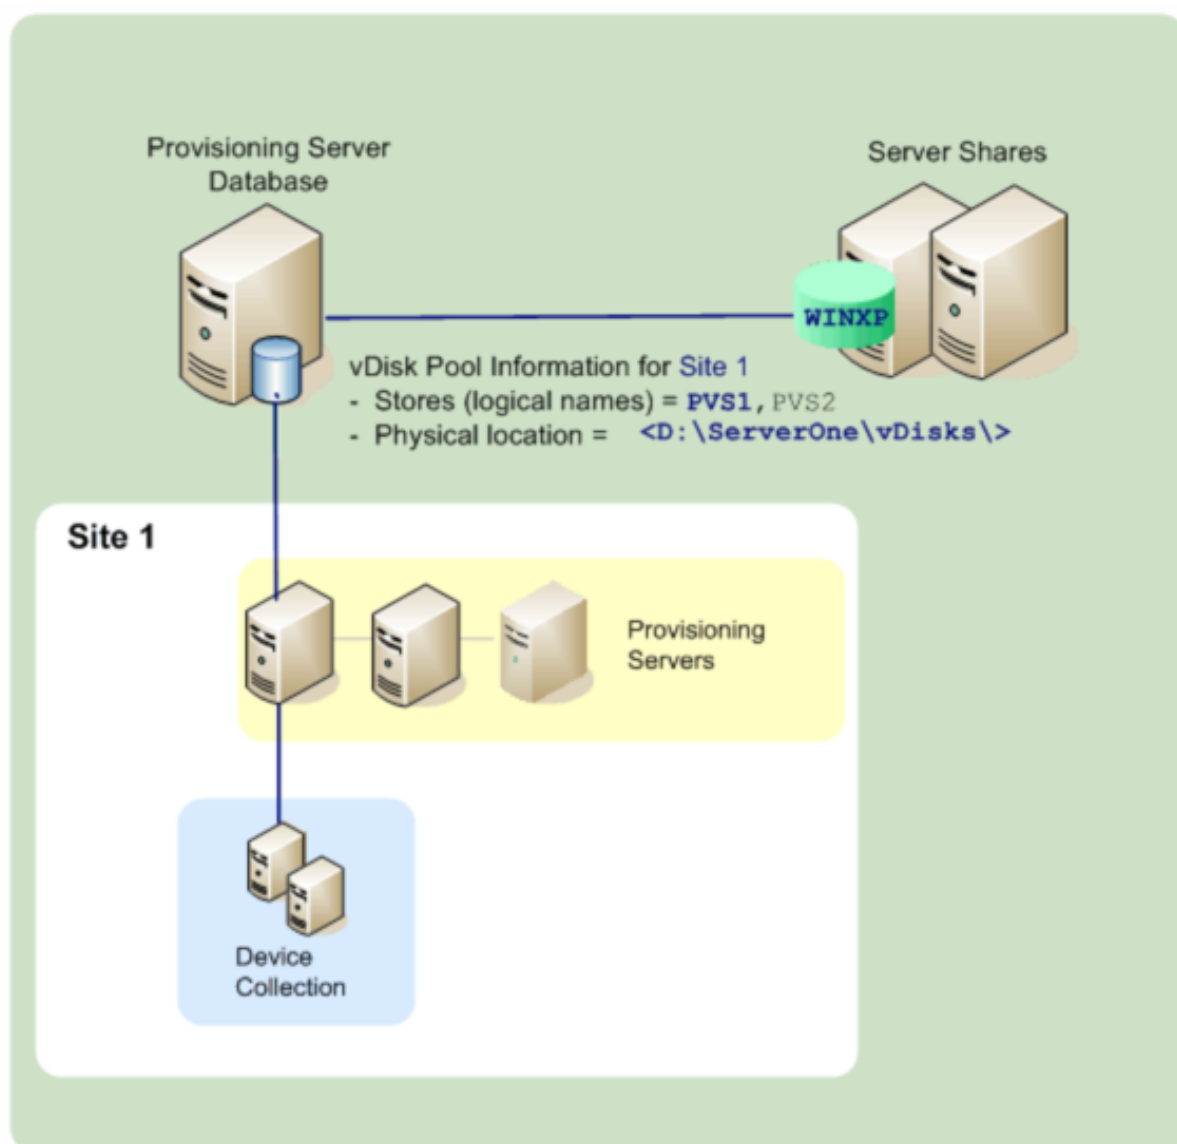 Provisioning Server
Database
Server Shares
WINXP
vDisk Pool Information for Site 1
- Stores (logical names) = PVS1, PVS2
- Physical location = <D:\ServerOne\vDisks\>
Site 1
Provisioning
Servers
Device
Collection